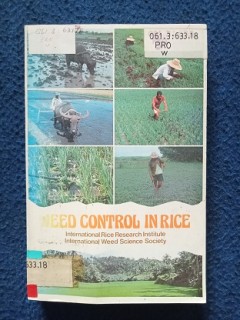 061.3:633.18
PRO
W
WEED CONTROL IN RICE
International Rice Research Institute
International Weed Science Society
633.18